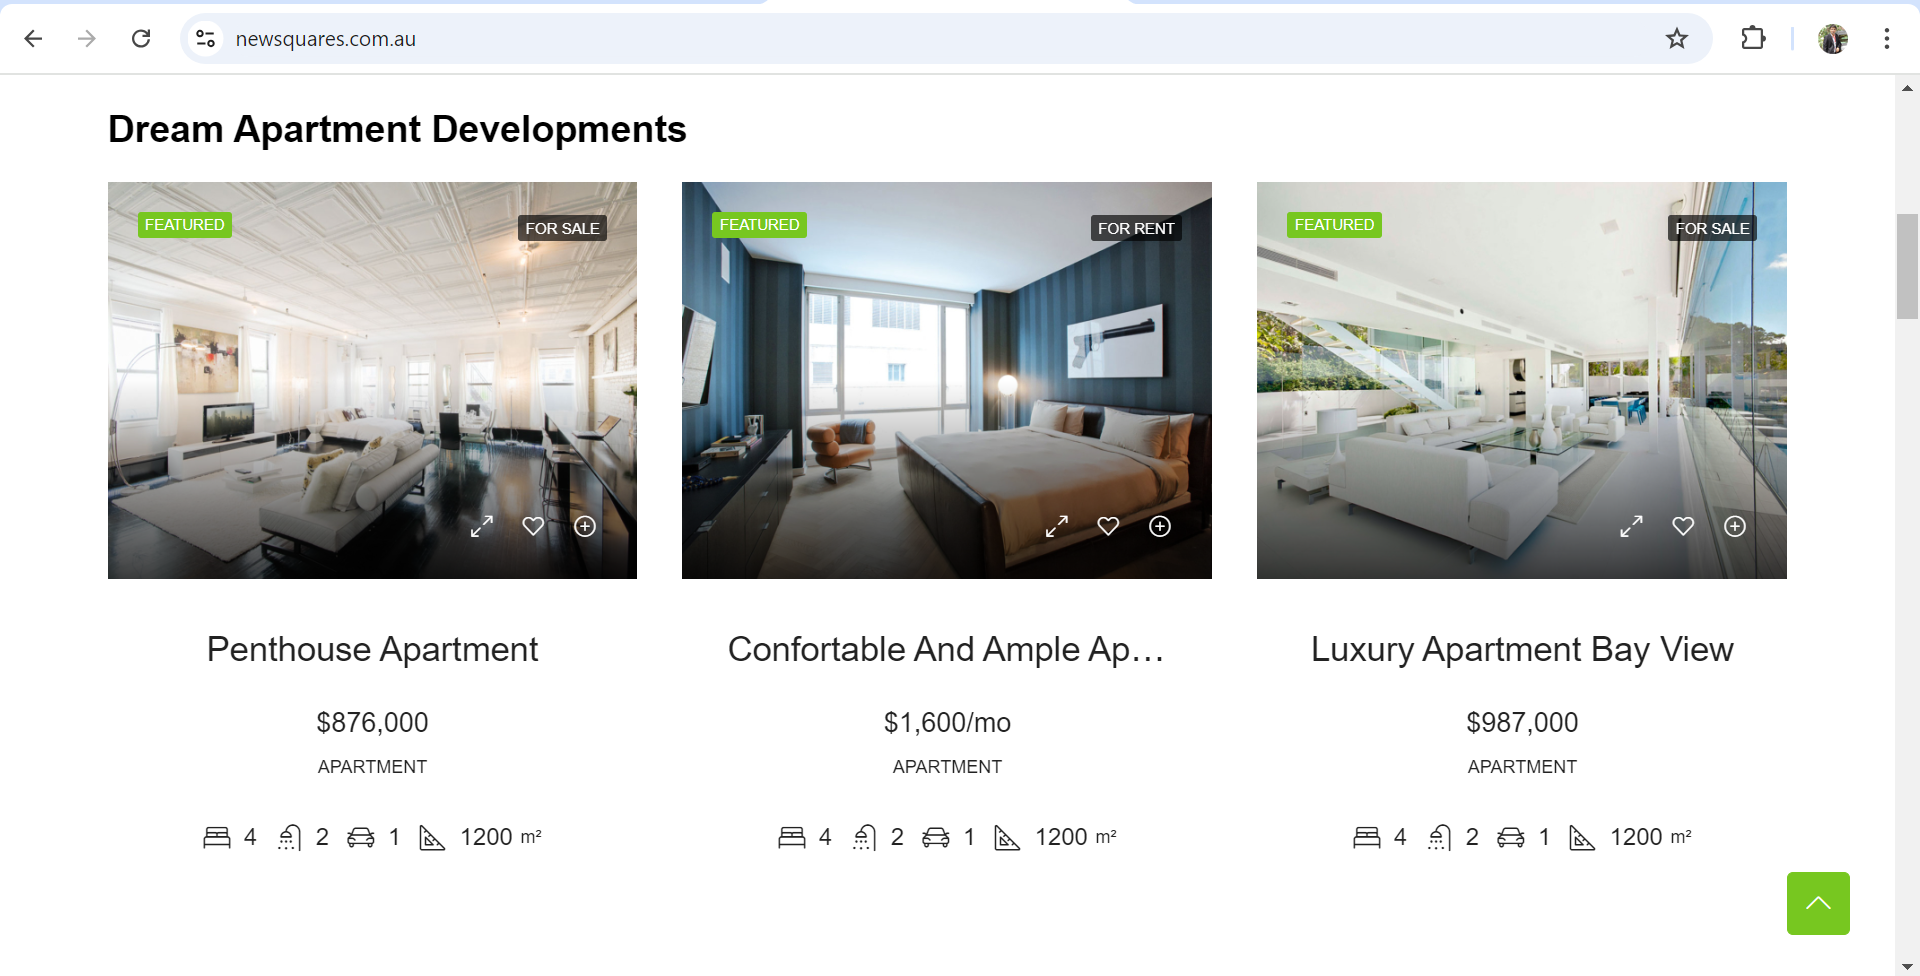 newsquares.com.au
Dream Apartment Developments
FEATURED
FOR SALE
FEATURED
FOR RENT
FEATURED
FOR SALE
Penthouse Apartment
Confortable And Ample Ap...
Luxury Apartment Bay View
$876,000
$1,600/mo
$987,000
APARTMENT
APARTMENT
APARTMENT
4 2 1 1200 m²
4 2 1 1200 m²
4 2 1 1200 m²